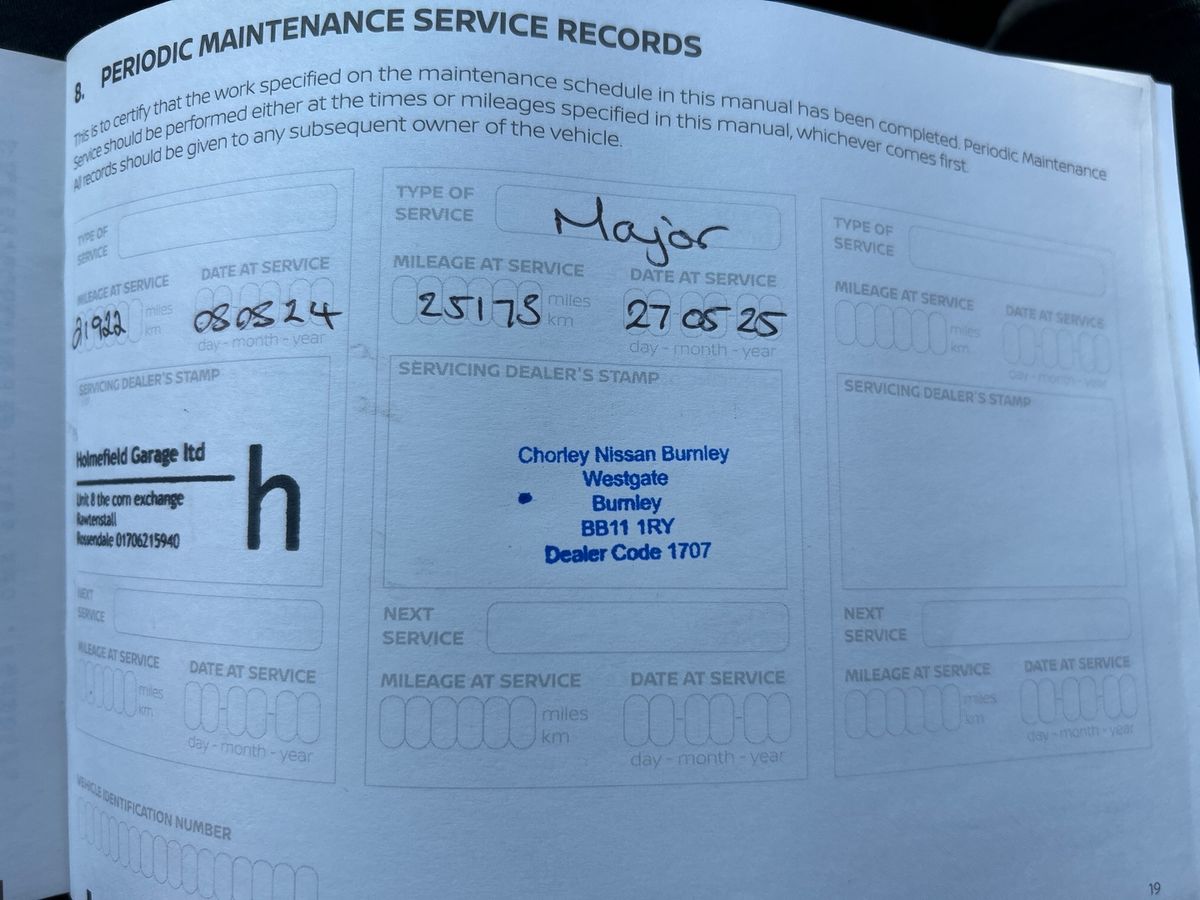 8. PERIODIC MAINTENANCE SERVICE RECORDS
This is to certify that the work specified on the maintenance schedule in this manual has been completed. Periodic Maintenance
Service should be performed either at the times or mileages specified in this manual, whichever comes first.
All records should be given to any subsequent owner of the vehicle.
TYPE OF
SERVICE
MILEAGE AT SERVICE
DATE AT SERVICE
21922
miles
km
08 08 24
day - month - year
SERVICING DEALER'S STAMP
Holmefield Garage ltd
h
Unit 8 the corn exchange
Rawtenstall
Rossendale 01706215940
NEXT
SERVICE
MILEAGE AT SERVICE
DATE AT SERVICE
miles
km
day - month - year
VEHICLE IDENTIFICATION NUMBER
TYPE OF
SERVICE
Major
MILEAGE AT SERVICE
DATE AT SERVICE
25173
miles
km
27 05 25
day - month - year
SERVICING DEALER'S STAMP
Chorley Nissan Burnley
Westgate
Burnley
BB11 1RY
Dealer Code 1707
NEXT
SERVICE
MILEAGE AT SERVICE
DATE AT SERVICE
miles
km
day - month - year
TYPE OF
SERVICE
MILEAGE AT SERVICE
DATE AT SERVICE
miles
km
day - month - year
SERVICING DEALER'S STAMP
NEXT
SERVICE
MILEAGE AT SERVICE
DATE AT SERVICE
miles
km
day - month - year
19